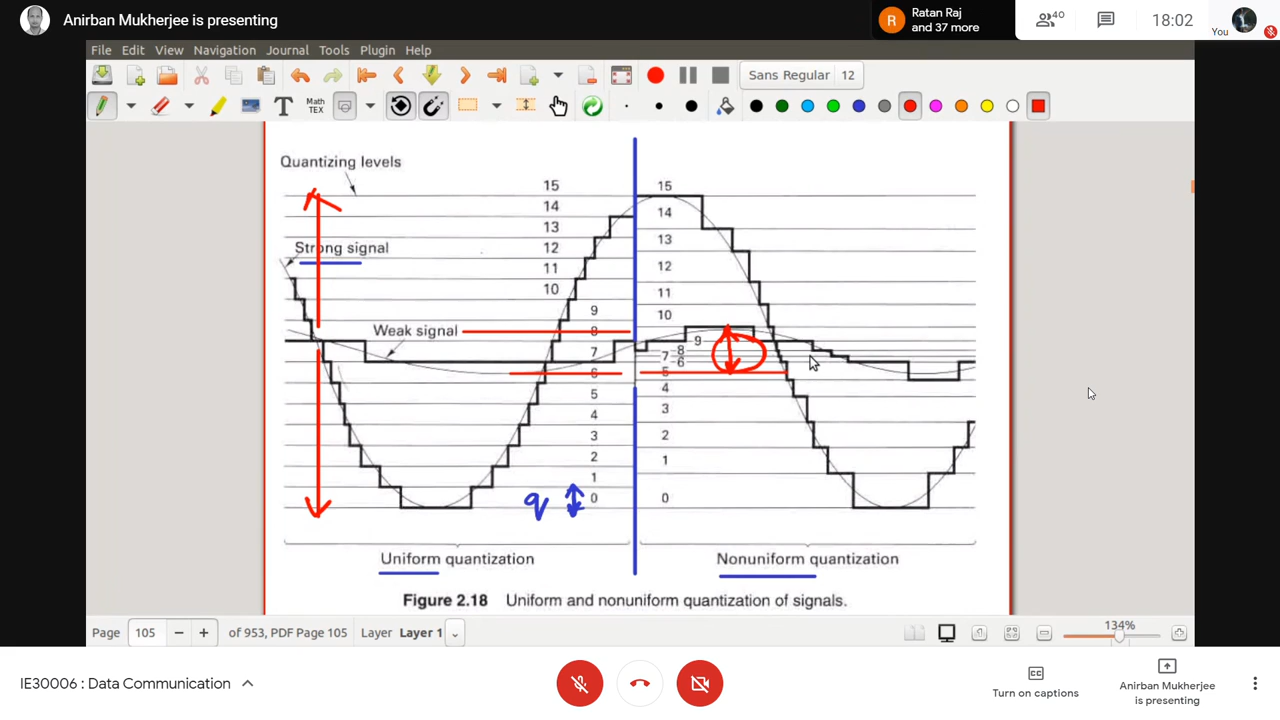 Anirban Mukherjee is presenting
R
Ratan Raj
and 37 more
40
18:02
You
File Edit View Navigation Journal Tools Plugin Help
Sans Regular 12
T Math
TEX
Quantizing levels
15
14
13
12
11
10
9
8
7
6
5
4
3
2
1
0
Strong signal
Weak signal
q
15
14
13
12
11
10
9
8
7
6
5
4
3
2
1
0
Uniform quantization
Nonuniform quantization
Figure 2.18 Uniform and nonuniform quantization of signals.
Page 105 of 953, PDF Page 105 Layer Layer 1
134%
IE30006 : Data Communication
CC
Turn on captions
Anirban Mukherjee
is presenting